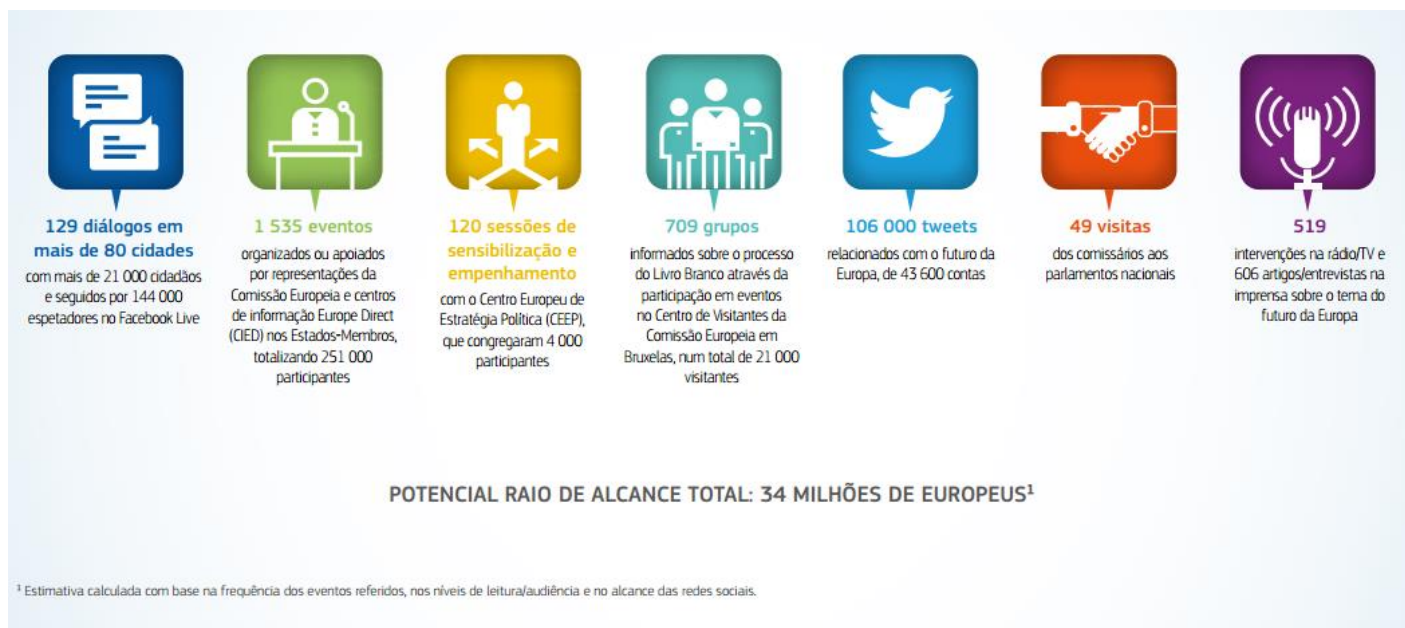 129 diálogos em
mais de 80 cidades
com mais de 21 000 cidadãos
e seguidos por 144 000
espetadores no Facebook Live
1 535 eventos
organizados ou apoiados
por representações da
Comissão Europeia e centros
de informação Europe Direct
(CIED) nos Estados-Membros,
totalizando 251 000
participantes
120 sessões de
sensibilização e
empenhamento
com o Centro Europeu de
Estratégia Política (CEEP),
que congregaram 4 000
participantes
709 grupos
informados sobre o processo
do Livro Branco através da
participação em eventos
no Centro de Visitantes da
Comissão Europeia em
Bruxelas, num total de 21 000
visitantes
106 000 tweets
relacionados com o futuro da
Europa, de 43 600 contas
49 visitas
dos comissários aos
parlamentos nacionais
519
intervenções na rádio/TV e
606 artigos/entrevistas na
imprensa sobre o tema do
futuro da Europa
POTENCIAL RAIO DE ALCANCE TOTAL: 34 MILHÕES DE EUROPEUS¹
¹ Estimativa calculada com base na frequência dos eventos referidos, nos níveis de leitura/audiência e no alcance das redes sociais.